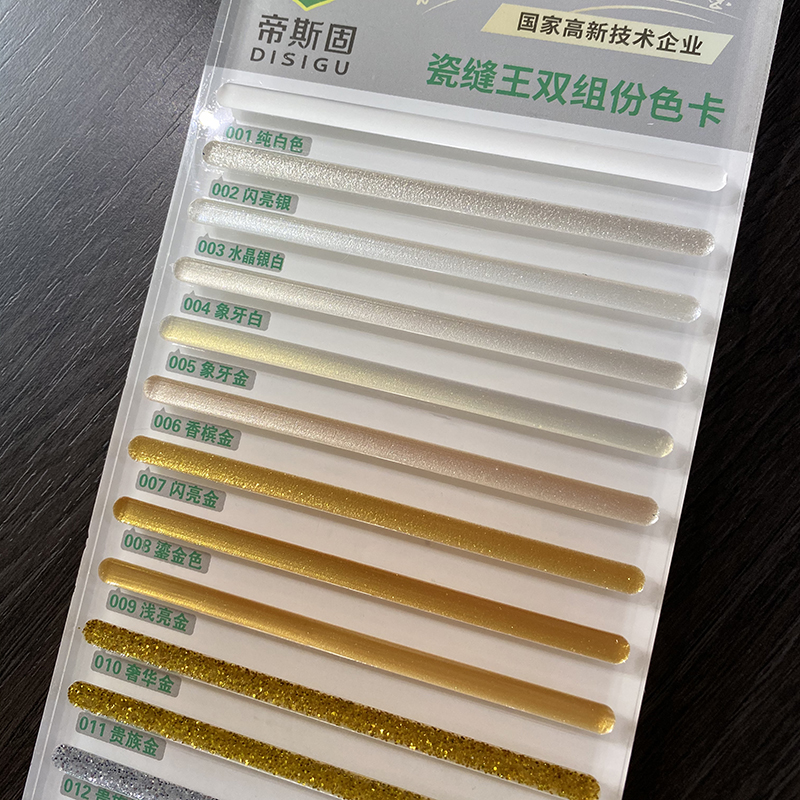 帝斯固
DISIGU
国家高新技术企业
瓷缝王双组份色卡
001 纯白色
002 闪亮银
003 水晶银白
004 象牙白
005 象牙金
006 香槟金
007 闪亮金
008 鎏金色
009 浅亮金
010 奢华金
011 贵族金
012